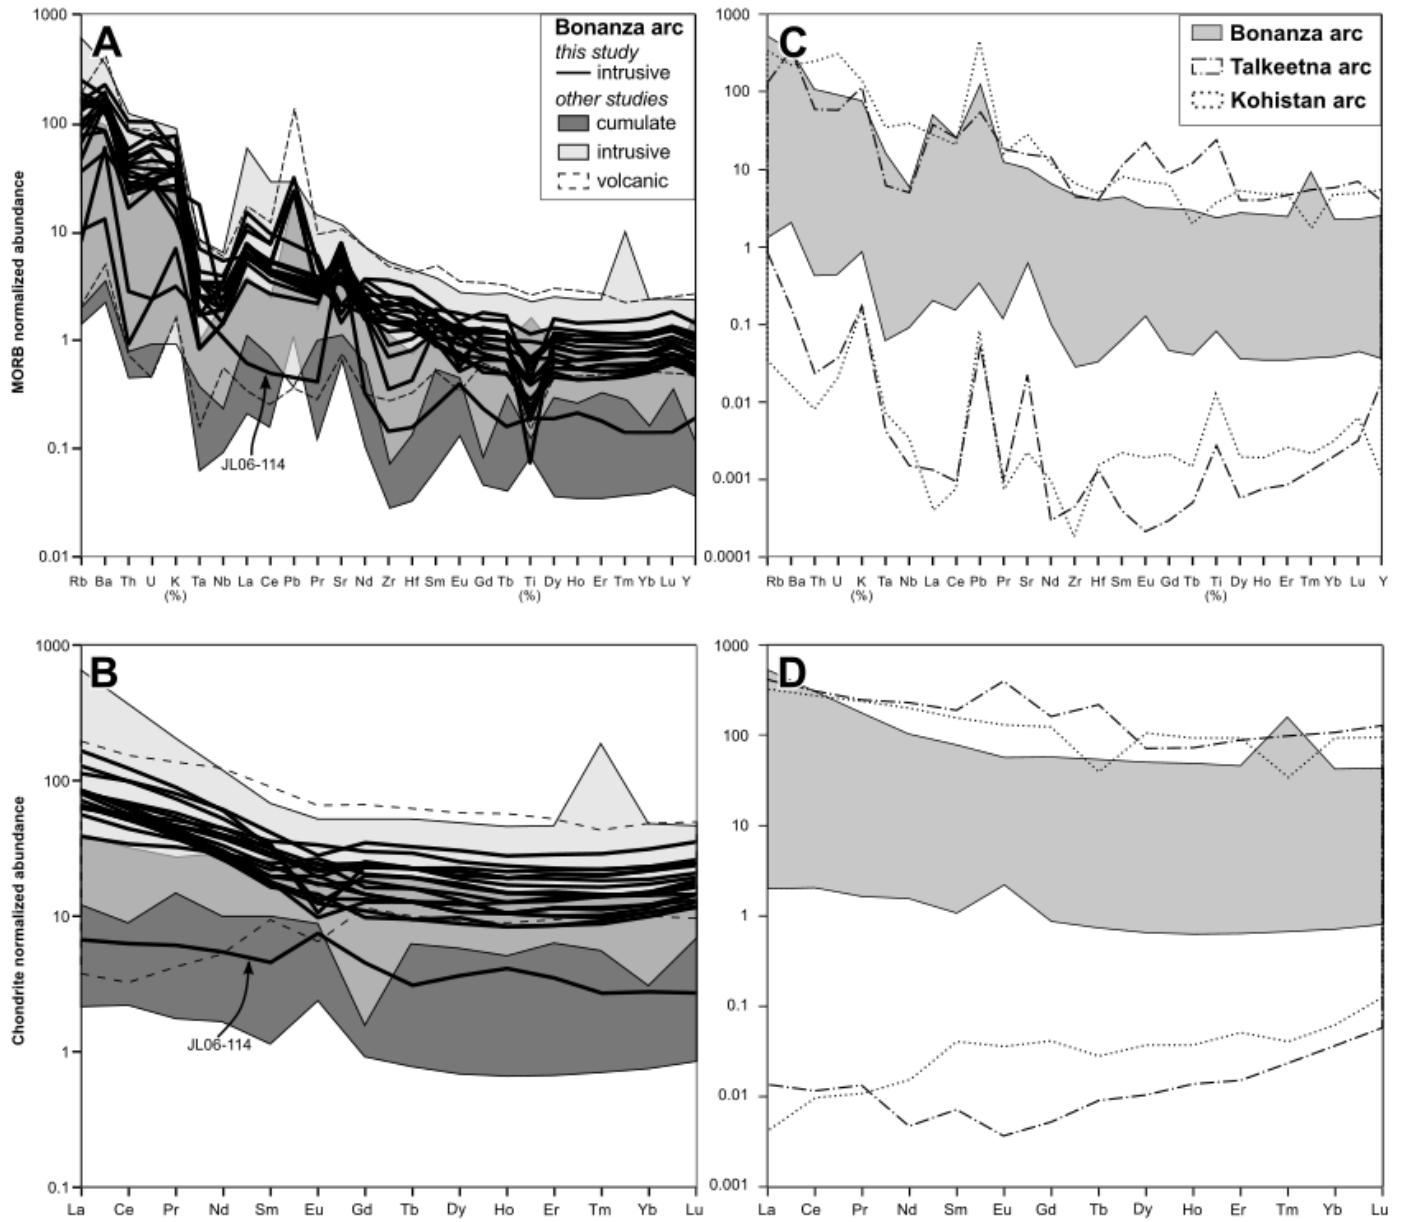 A
MORB normalized abundance
1000
100
10
1
0.1
0.01
Bonanza arc
this study
intrusive
other studies
cumulate
intrusive
volcanic
JL06-114
Rb Ba Th U K Ta Nb La Ce Pb Pr Sr Nd Zr Hf Sm Eu Gd Tb Ti Dy Ho Er Tm Yb Lu Y
(%) (%)
C
1000
100
10
1
0.1
0.01
0.001
0.0001
Bonanza arc
Talkeetna arc
Kohistan arc
Rb Ba Th U K Ta Nb La Ce Pb Pr Sr Nd Zr Hf Sm Eu Gd Tb Ti Dy Ho Er Tm Yb Lu Y
(%) (%)
B
Chondrite normalized abundance
1000
100
10
1
0.1
JL06-114
La Ce Pr Nd Sm Eu Gd Tb Dy Ho Er Tm Yb Lu
D
1000
100
10
1
0.1
0.01
0.001
La Ce Pr Nd Sm Eu Gd Tb Dy Ho Er Tm Yb Lu